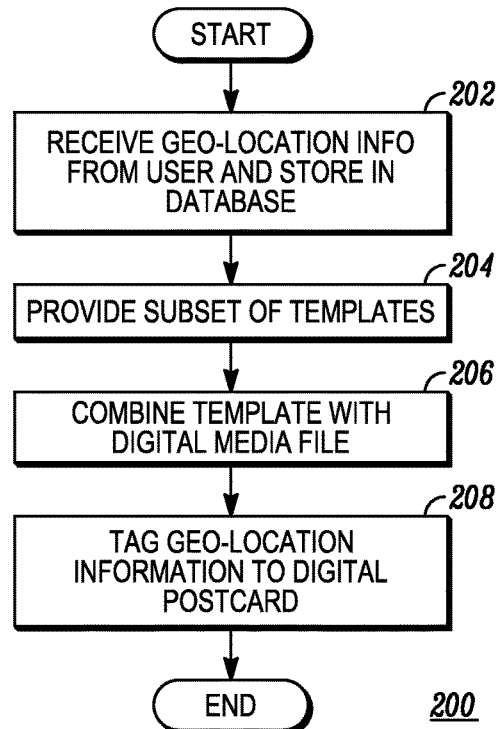 START
202
RECEIVE GEO-LOCATION INFO
FROM USER AND STORE IN
DATABASE
204
PROVIDE SUBSET OF TEMPLATES
206
COMBINE TEMPLATE WITH
DIGITAL MEDIA FILE
208
TAG GEO-LOCATION
INFORMATION TO DIGITAL
POSTCARD
END
200